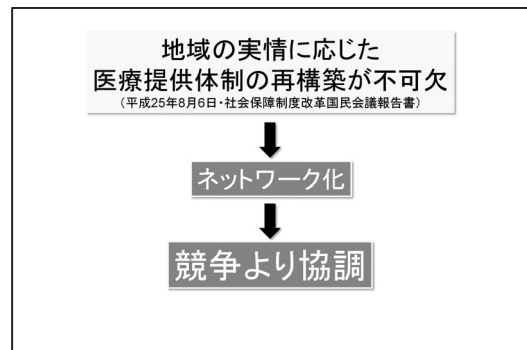 地域の実情に応じた
医療提供体制の再構築が不可欠
（平成25年8月6日・社会保障制度改革国民会議報告書）
ネットワーク化
競争より協調